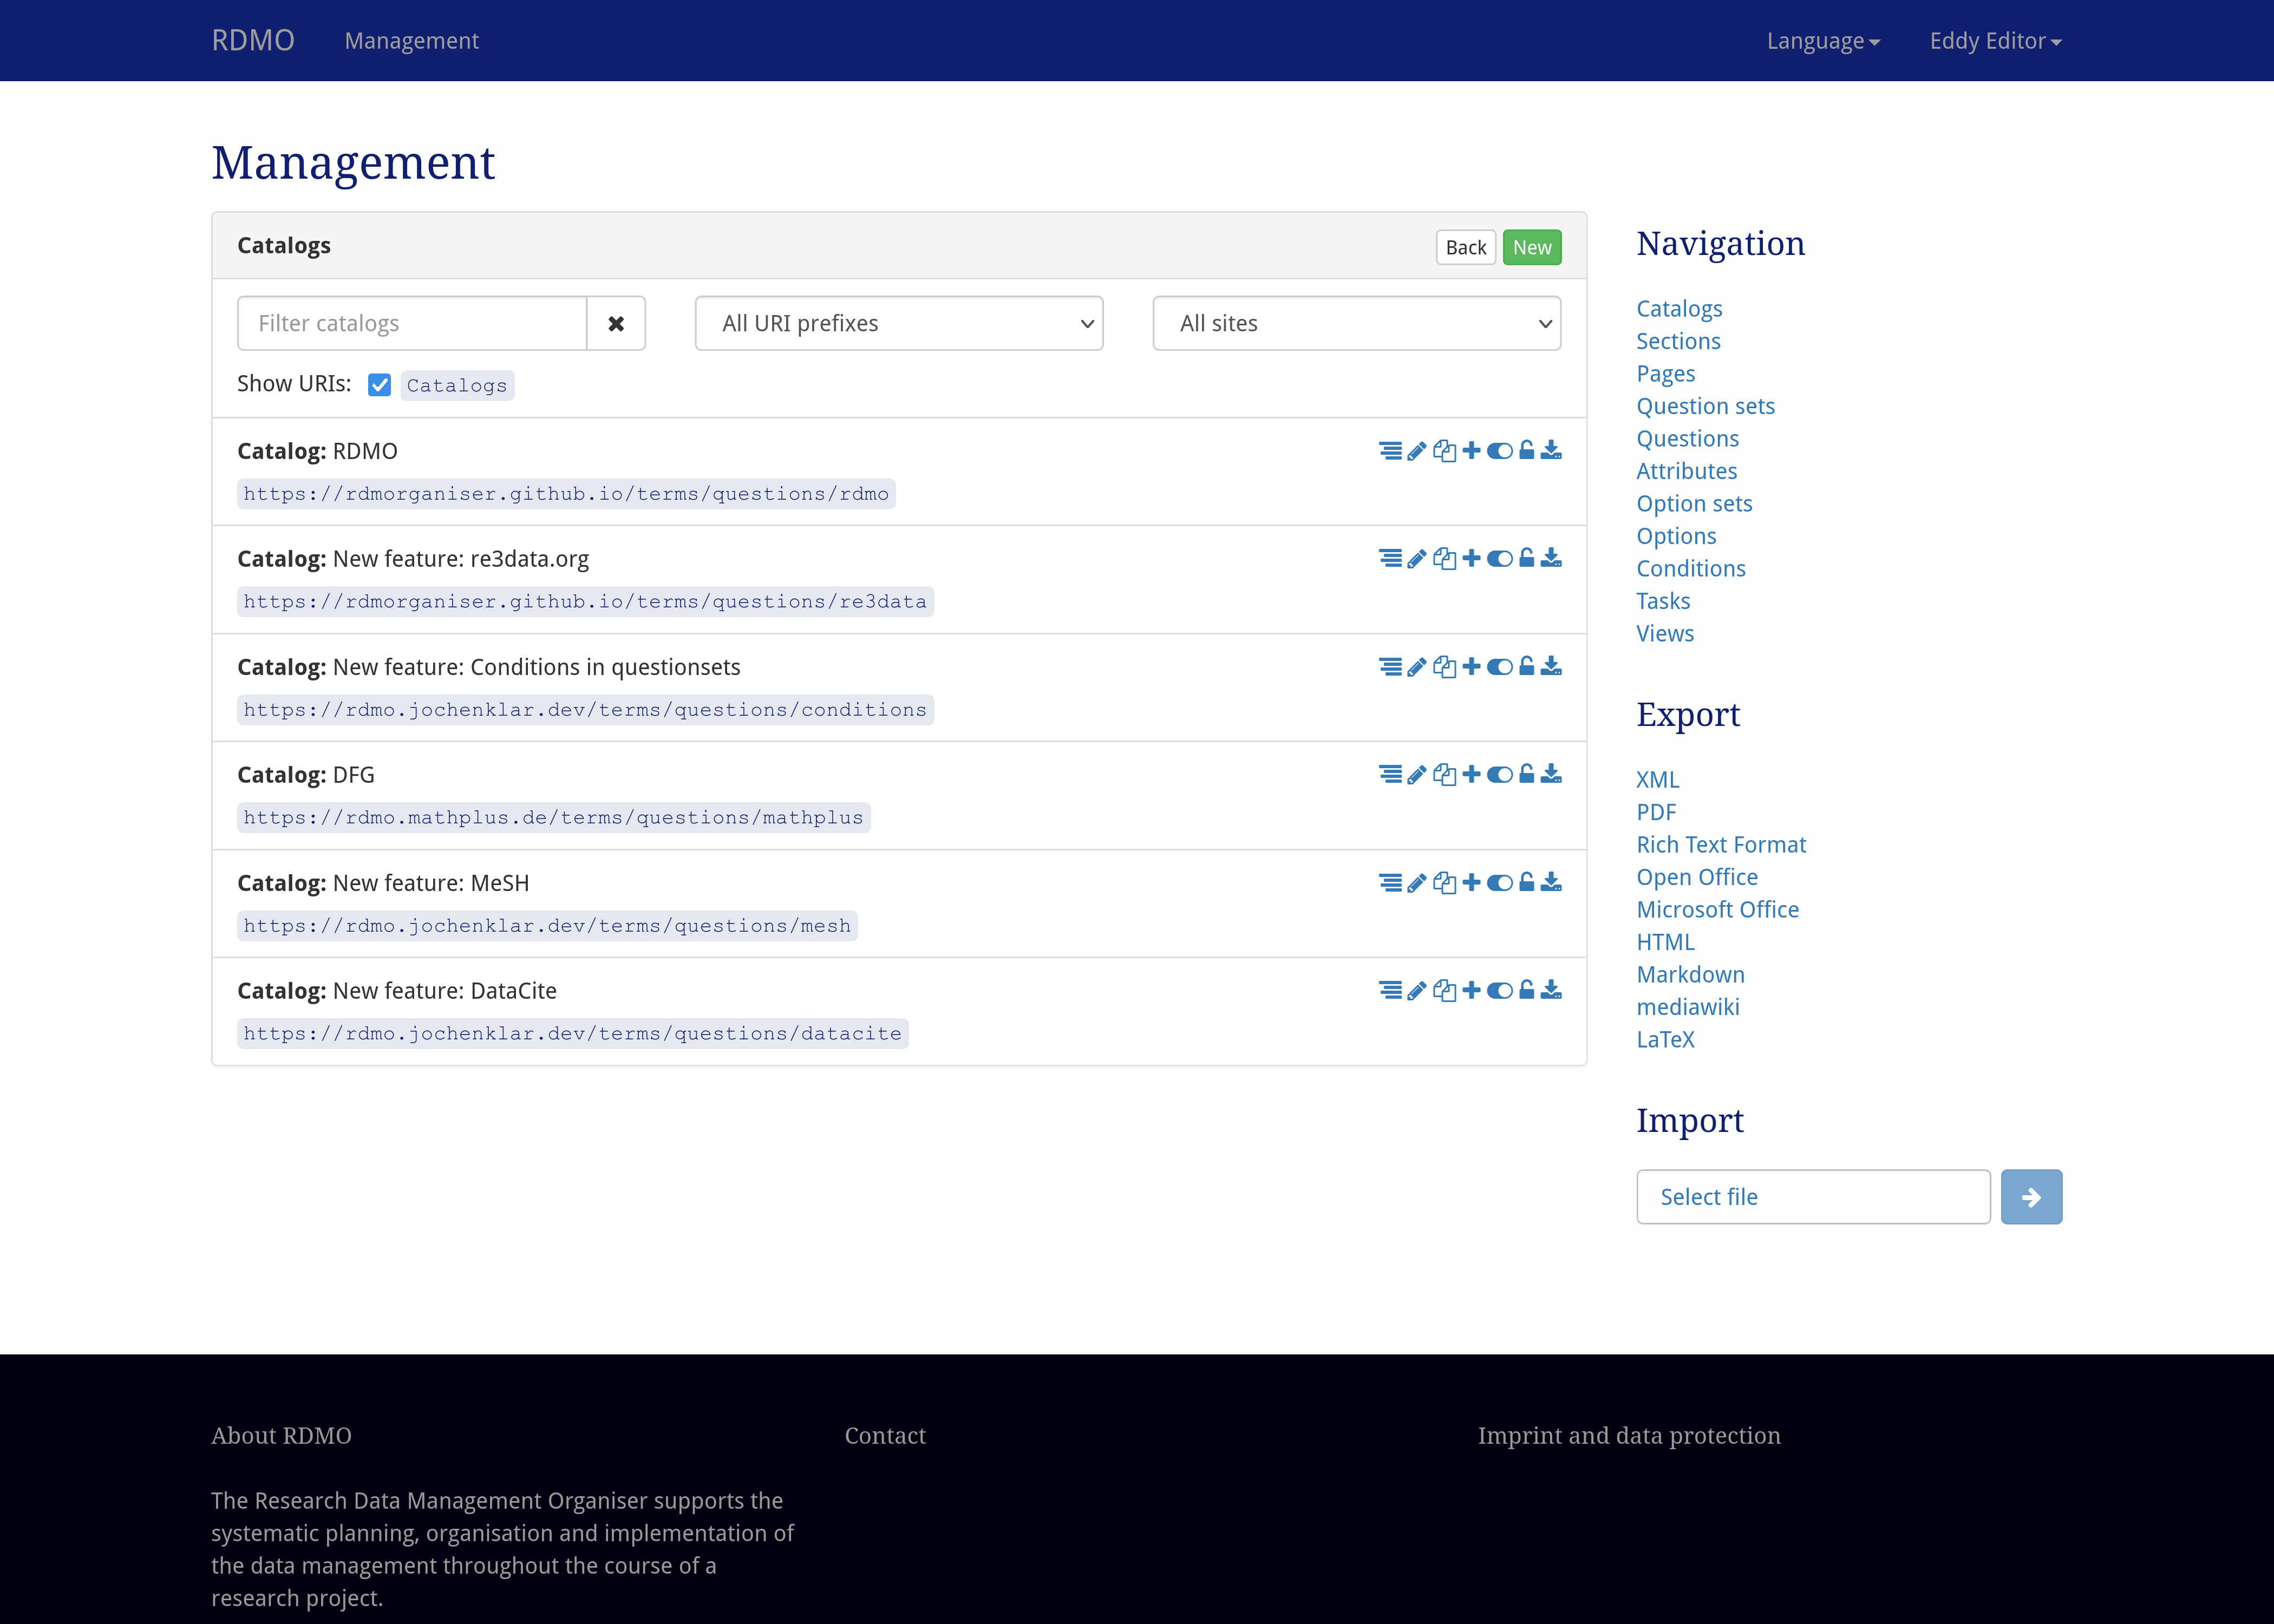 RDMO Management Language Eddy Editor
Management
Catalogs Back New
Filter catalogs All URI prefixes All sites
Show URIs: Catalogs
Catalog: RDMO
https://rdmorganiser.github.io/terms/questions/rdmo
Catalog: New feature: re3data.org
https://rdmorganiser.github.io/terms/questions/re3data
Catalog: New feature: Conditions in questionsets
https://rdmo.jochenklar.dev/terms/questions/conditions
Catalog: DFG
https://rdmo.mathplus.de/terms/questions/mathplus
Catalog: New feature: MeSH
https://rdmo.jochenklar.dev/terms/questions/mesh
Catalog: New feature: DataCite
https://rdmo.jochenklar.dev/terms/questions/datacite
Navigation
Catalogs
Sections
Pages
Question sets
Questions
Attributes
Option sets
Options
Conditions
Tasks
Views
Export
XML
PDF
Rich Text Format
Open Office
Microsoft Office
HTML
Markdown
mediawiki
LaTeX
Import
Select file
About RDMO
The Research Data Management Organiser supports the
systematic planning, organisation and implementation of
the data management throughout the course of a
research project.
Contact
Imprint and data protection